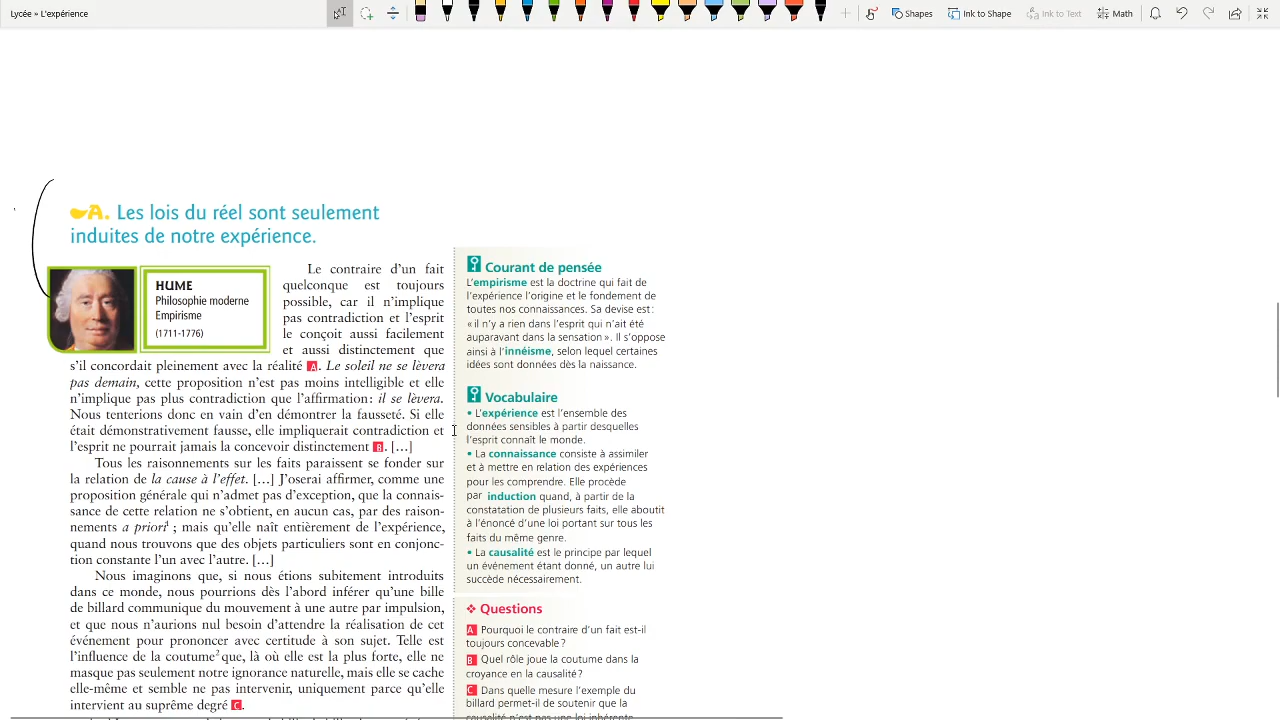 Lycée » L'expérience
Shapes
Ink to Shape
Ink to Text
Math
A. Les lois du réel sont seulement
induites de notre expérience.
HUME
Philosophie moderne
Empirisme
(1711-1776)
Le contraire d'un fait
quelconque est toujours
possible, car il n'implique
pas contradiction et l'esprit
le conçoit aussi facilement
et aussi distinctement que
s'il concordait pleinement avec la réalité A. Le soleil ne se lèvera
pas demain, cette proposition n'est pas moins intelligible et elle
n'implique pas plus contradiction que l'affirmation : il se lèvera.
Nous tenterions donc en vain d'en démontrer la fausseté. Si elle
était démonstrativement fausse, elle impliquerait contradiction et
l'esprit ne pourrait jamais la concevoir distinctement B. […]
Tous les raisonnements sur les faits paraissent se fonder sur
la relation de la cause à l'effet. […] J'oserai affirmer, comme une
proposition générale qui n'admet pas d'exception, que la connais-
sance de cette relation ne s'obtient, en aucun cas, par des raison-
nements a priori¹ ; mais qu'elle naît entièrement de l'expérience,
quand nous trouvons que des objets particuliers sont en conjonc-
tion constante l'un avec l'autre. […]
Nous imaginons que, si nous étions subitement introduits
dans ce monde, nous pourrions dès l'abord inférer qu'une bille
de billard communique du mouvement à une autre par impulsion,
et que nous n'aurions nul besoin d'attendre la réalisation de cet
événement pour prononcer avec certitude à son sujet. Telle est
l'influence de la coutume² que, là où elle est la plus forte, elle ne
masque pas seulement notre ignorance naturelle, mais elle se cache
elle-même et semble ne pas intervenir, uniquement parce qu'elle
intervient au suprême degré C.
Courant de pensée
L'empirisme est la doctrine qui fait de
l'expérience l'origine et le fondement de
toutes nos connaissances. Sa devise est :
« il n'y a rien dans l'esprit qui n'ait été
auparavant dans la sensation ». Il s'oppose
ainsi à l'innéisme, selon lequel certaines
idées sont données dès la naissance.
Vocabulaire
• L'expérience est l'ensemble des
données sensibles à partir desquelles
l'esprit connaît le monde.
• La connaissance consiste à assimiler
et à mettre en relation des expériences
pour les comprendre. Elle procède
par induction quand, à partir de la
constatation de plusieurs faits, elle aboutit
à l'énoncé d'une loi portant sur tous les
faits du même genre.
• La causalité est le principe par lequel
un événement étant donné, un autre lui
succède nécessairement.
❖ Questions
A Pourquoi le contraire d'un fait est-il
toujours concevable ?
B Quel rôle joue la coutume dans la
croyance en la causalité ?
C Dans quelle mesure l'exemple du
billard permet-il de soutenir que la
causalité n'est pas une loi inhérente